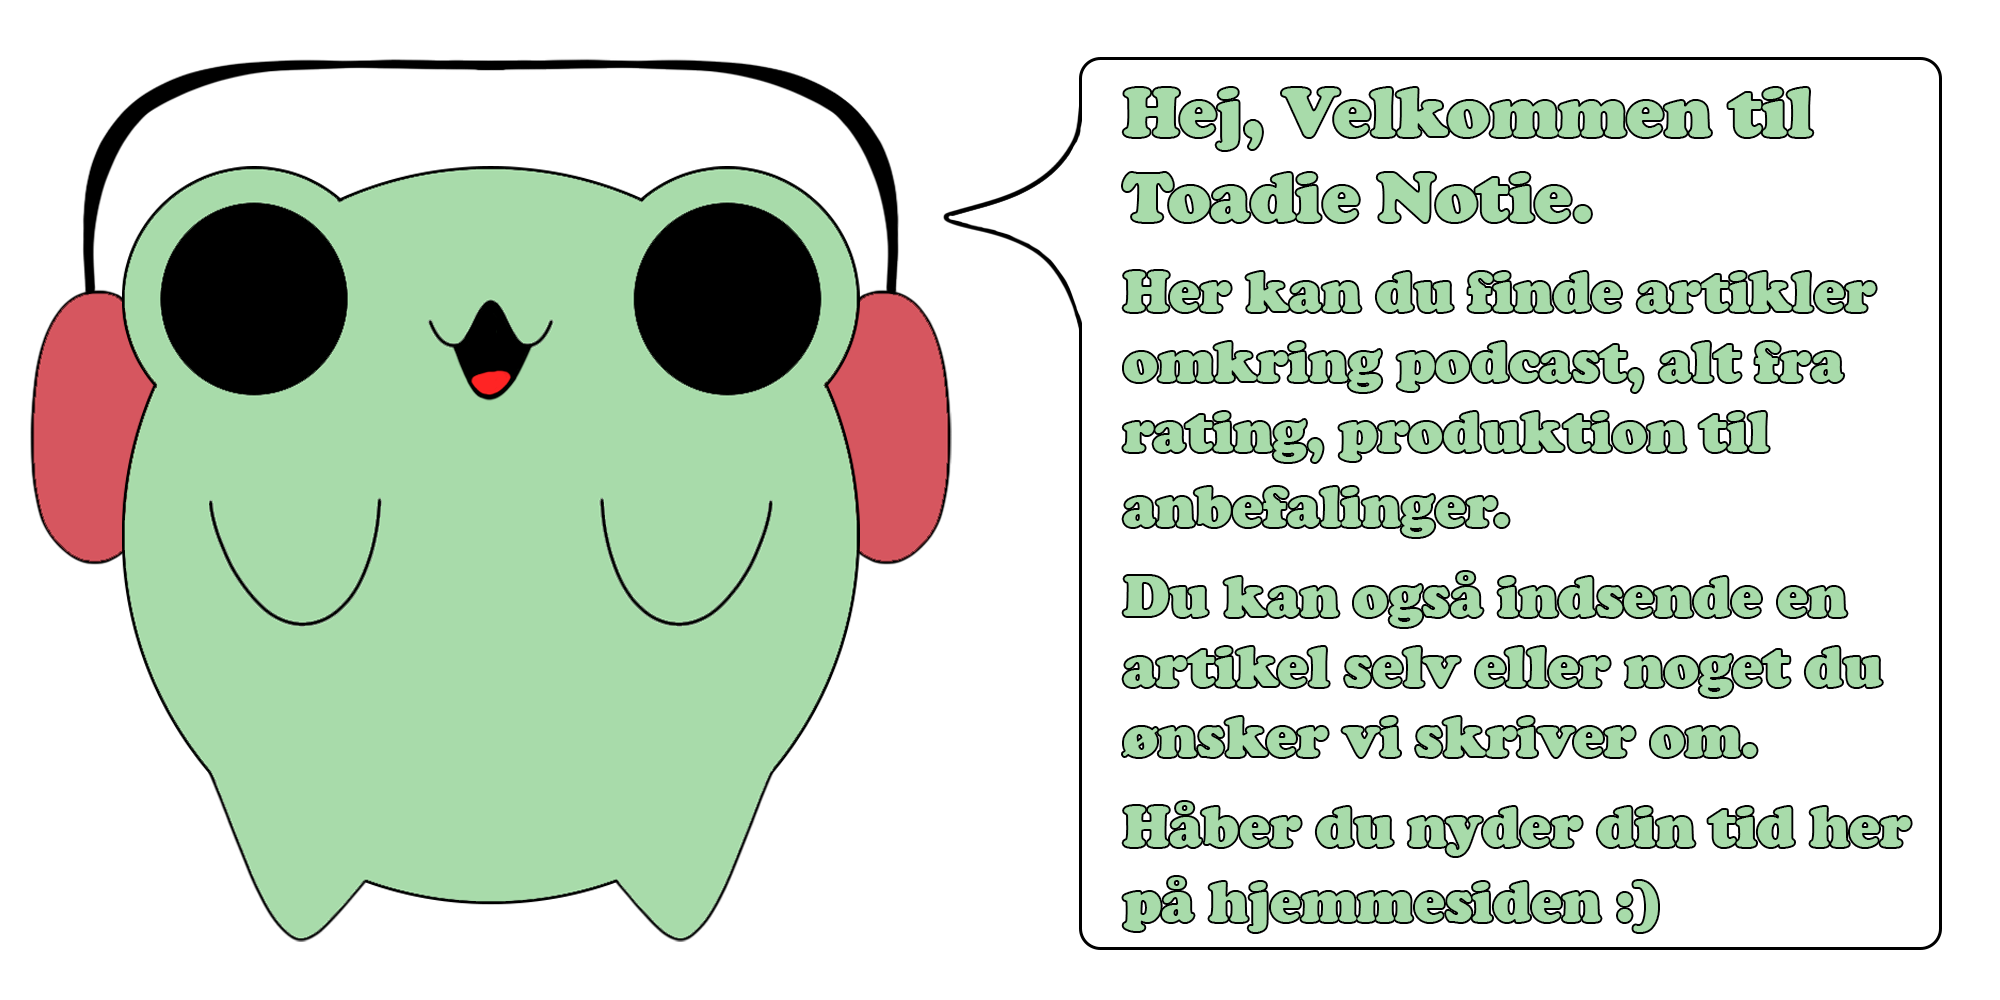 Hej, Velkommen til
Toadie Notie.
Her kan du finde artikler
omkring podcast, alt fra
rating, produktion til
anbefalinger.
Du kan også indsende en
artikel selv eller noget du
ønsker vi skriver om.
Håber du nyder din tid her
på hjemmesiden :)